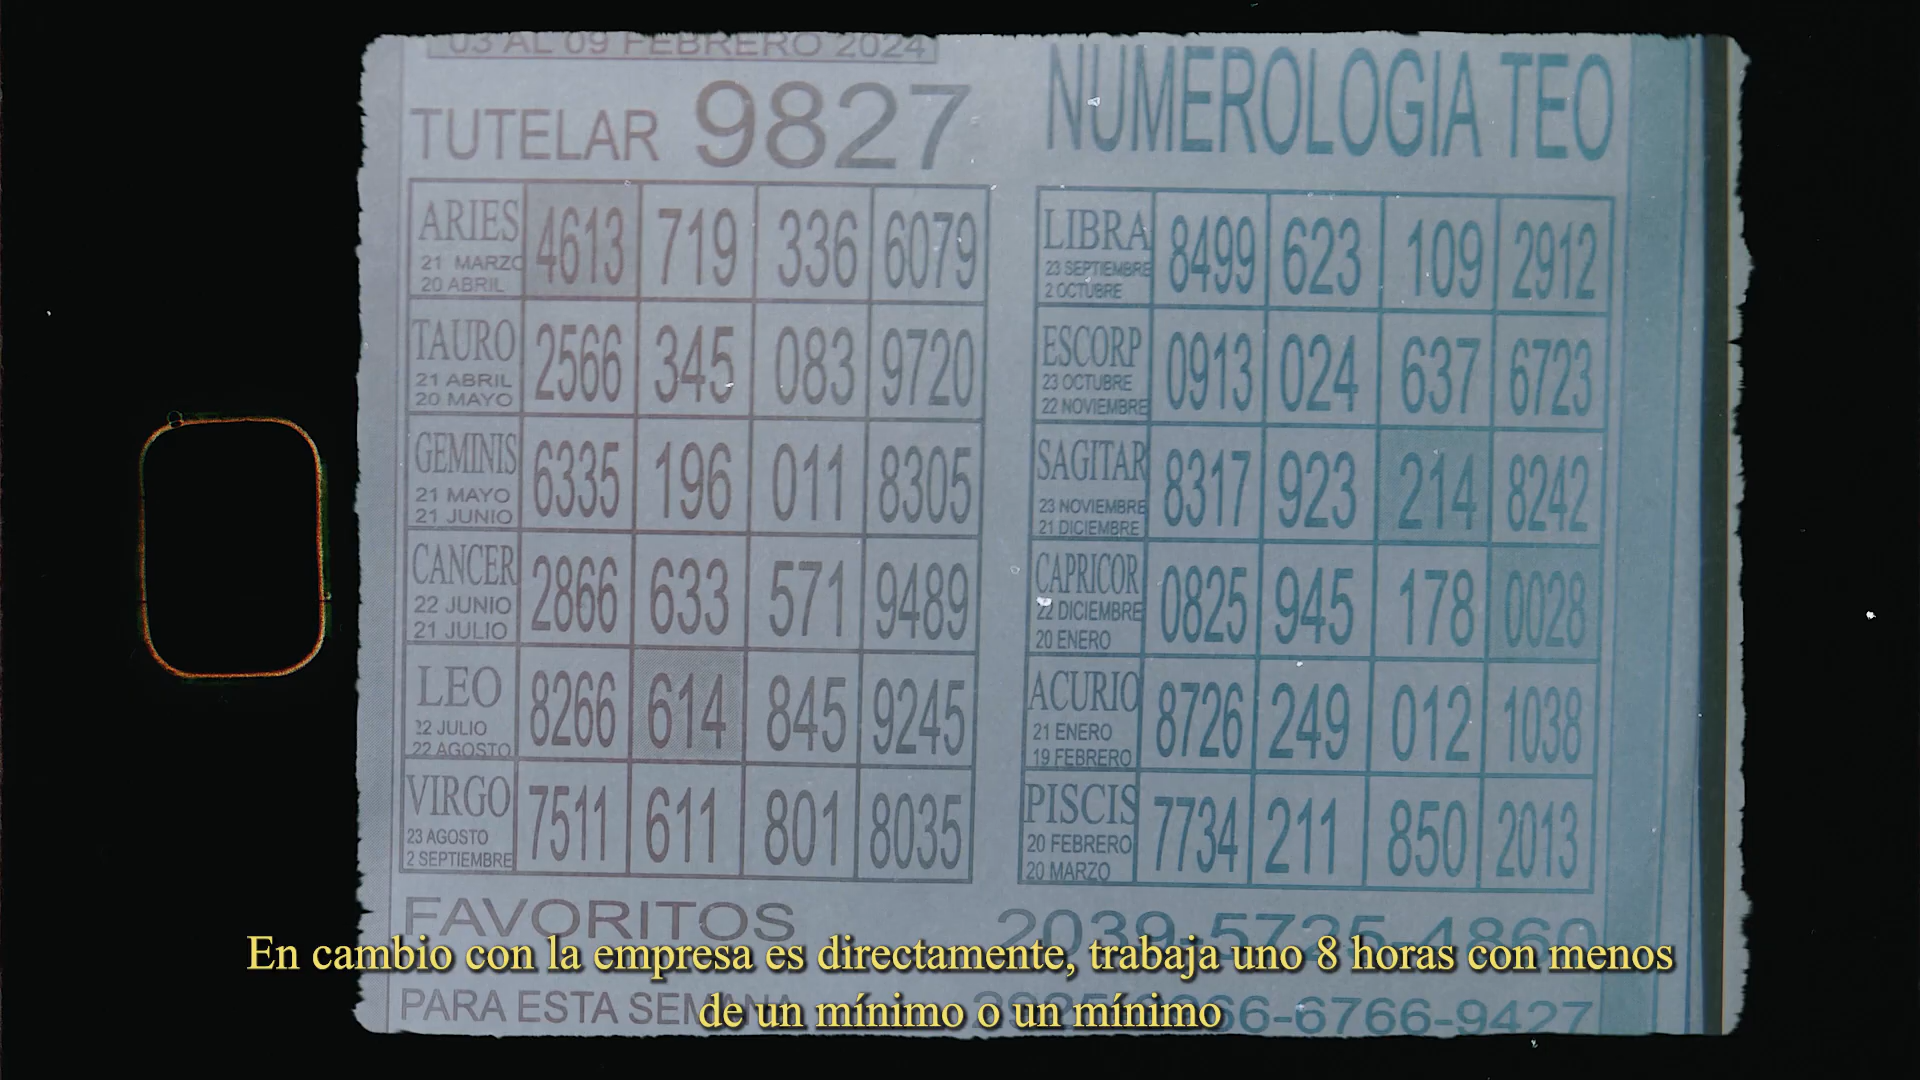 03 AL 09 FEBRERO 2024
TUTELAR 9827
ARIES 4613 719 336 6079
21 MARZO
20 ABRIL
TAURO 2566 345 083 9720
21 ABRIL
20 MAYO
GEMINIS 6335 196 011 8305
21 MAYO
21 JUNIO
CANCER 2866 633 571 9489
22 JUNIO
21 JULIO
LEO 8266 614 845 9245
22 JULIO
22 AGOSTO
VIRGO 7511 611 801 8035
23 AGOSTO
2 SEPTIEMBRE
NUMEROLOGIA TEO
LIBRA 8499 623 109 2912
23 SEPTIEMBRE
2 OCTUBRE
ESCORP 0913 024 637 6723
23 OCTUBRE
22 NOVIEMBRE
SAGITAR 8317 923 214 8242
23 NOVIEMBRE
21 DICIEMBRE
CAPRICOR 0825 945 178 0028
22 DICIEMBRE
20 ENERO
ACURIO 8726 249 012 1038
21 ENERO
19 FEBRERO
PISCIS 7734 211 850 2013
20 FEBRERO
20 MARZO
FAVORITOS 2039-5725-4860
PARA ESTA SEMANA 66-6766-9427
En cambio con la empresa es directamente, trabaja uno 8 horas con menos
de un mínimo o un mínimo